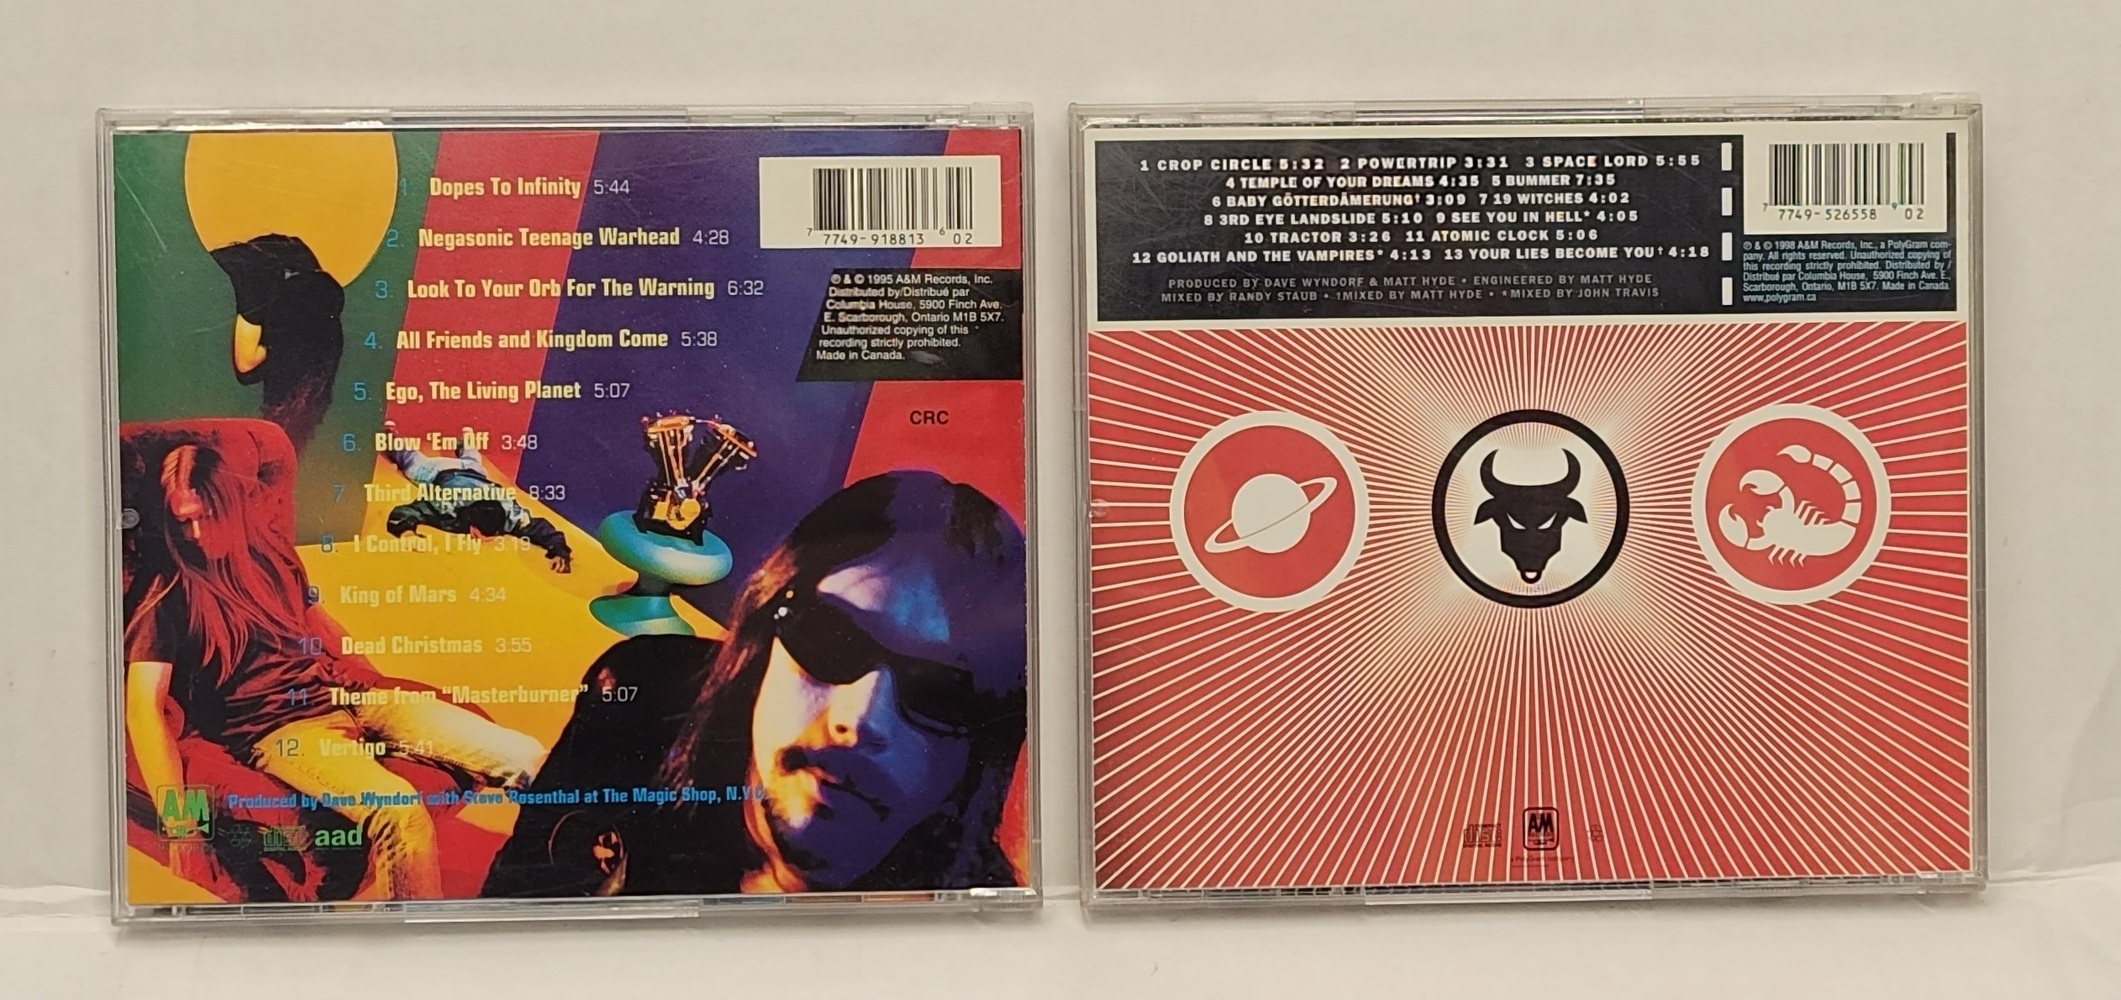 1. Dopes To Infinity 5:44
2. Negasonic Teenage Warhead 4:28
3. Look To Your Orb For The Warning 6:32
4. All Friends and Kingdom Come 5:38
5. Ego, The Living Planet 5:07
6. Blow 'Em Off 3:48
7. Third Alternative 8:33
8. I Control, I Fly 3:19
9. King of Mars 4:34
10. Dead Christmas 3:55
11. Theme from "Masterburner" 5:07
12. Vertigo 5:41
Produced by Dave Wyndorf with Steve Rosenthal at The Magic Shop, N.Y.C.
AM
RECORDS
disc
aad
7 7749-918813 6 02
℗ & © 1995 A&M Records, Inc.
Distributed by/Distribué par
Columbia House, 5900 Finch Ave.
E. Scarborough, Ontario M1B 5X7.
Unauthorized copying of this
recording strictly prohibited.
Made in Canada.
CRC
1 CROP CIRCLE 5:32 2 POWERTRIP 3:31 3 SPACE LORD 5:55
4 TEMPLE OF YOUR DREAMS 4:35 5 BUMMER 7:35
6 BABY GÖTTERDÄMERUNG† 3:09 7 19 WITCHES 4:02
8 3RD EYE LANDSLIDE 5:10 9 SEE YOU IN HELL* 4:05
10 TRACTOR 3:26 11 ATOMIC CLOCK 5:06
12 GOLIATH AND THE VAMPIRES* 4:13 13 YOUR LIES BECOME YOU† 4:18
PRODUCED BY DAVE WYNDORF & MATT HYDE • ENGINEERED BY MATT HYDE
MIXED BY RANDY STAUB • †MIXED BY MATT HYDE • *MIXED BY JOHN TRAVIS
7 7749-526558 9 02
℗ & © 1998 A&M Records, Inc., a PolyGram com-
pany. All rights reserved. Unauthorized copying of
this recording strictly prohibited. Distributed by /
Distribué par Columbia House, 5900 Finch Ave. E.,
Scarborough, Ontario, M1B 5X7. Made in Canada.
www.polygram.ca
disc
AM